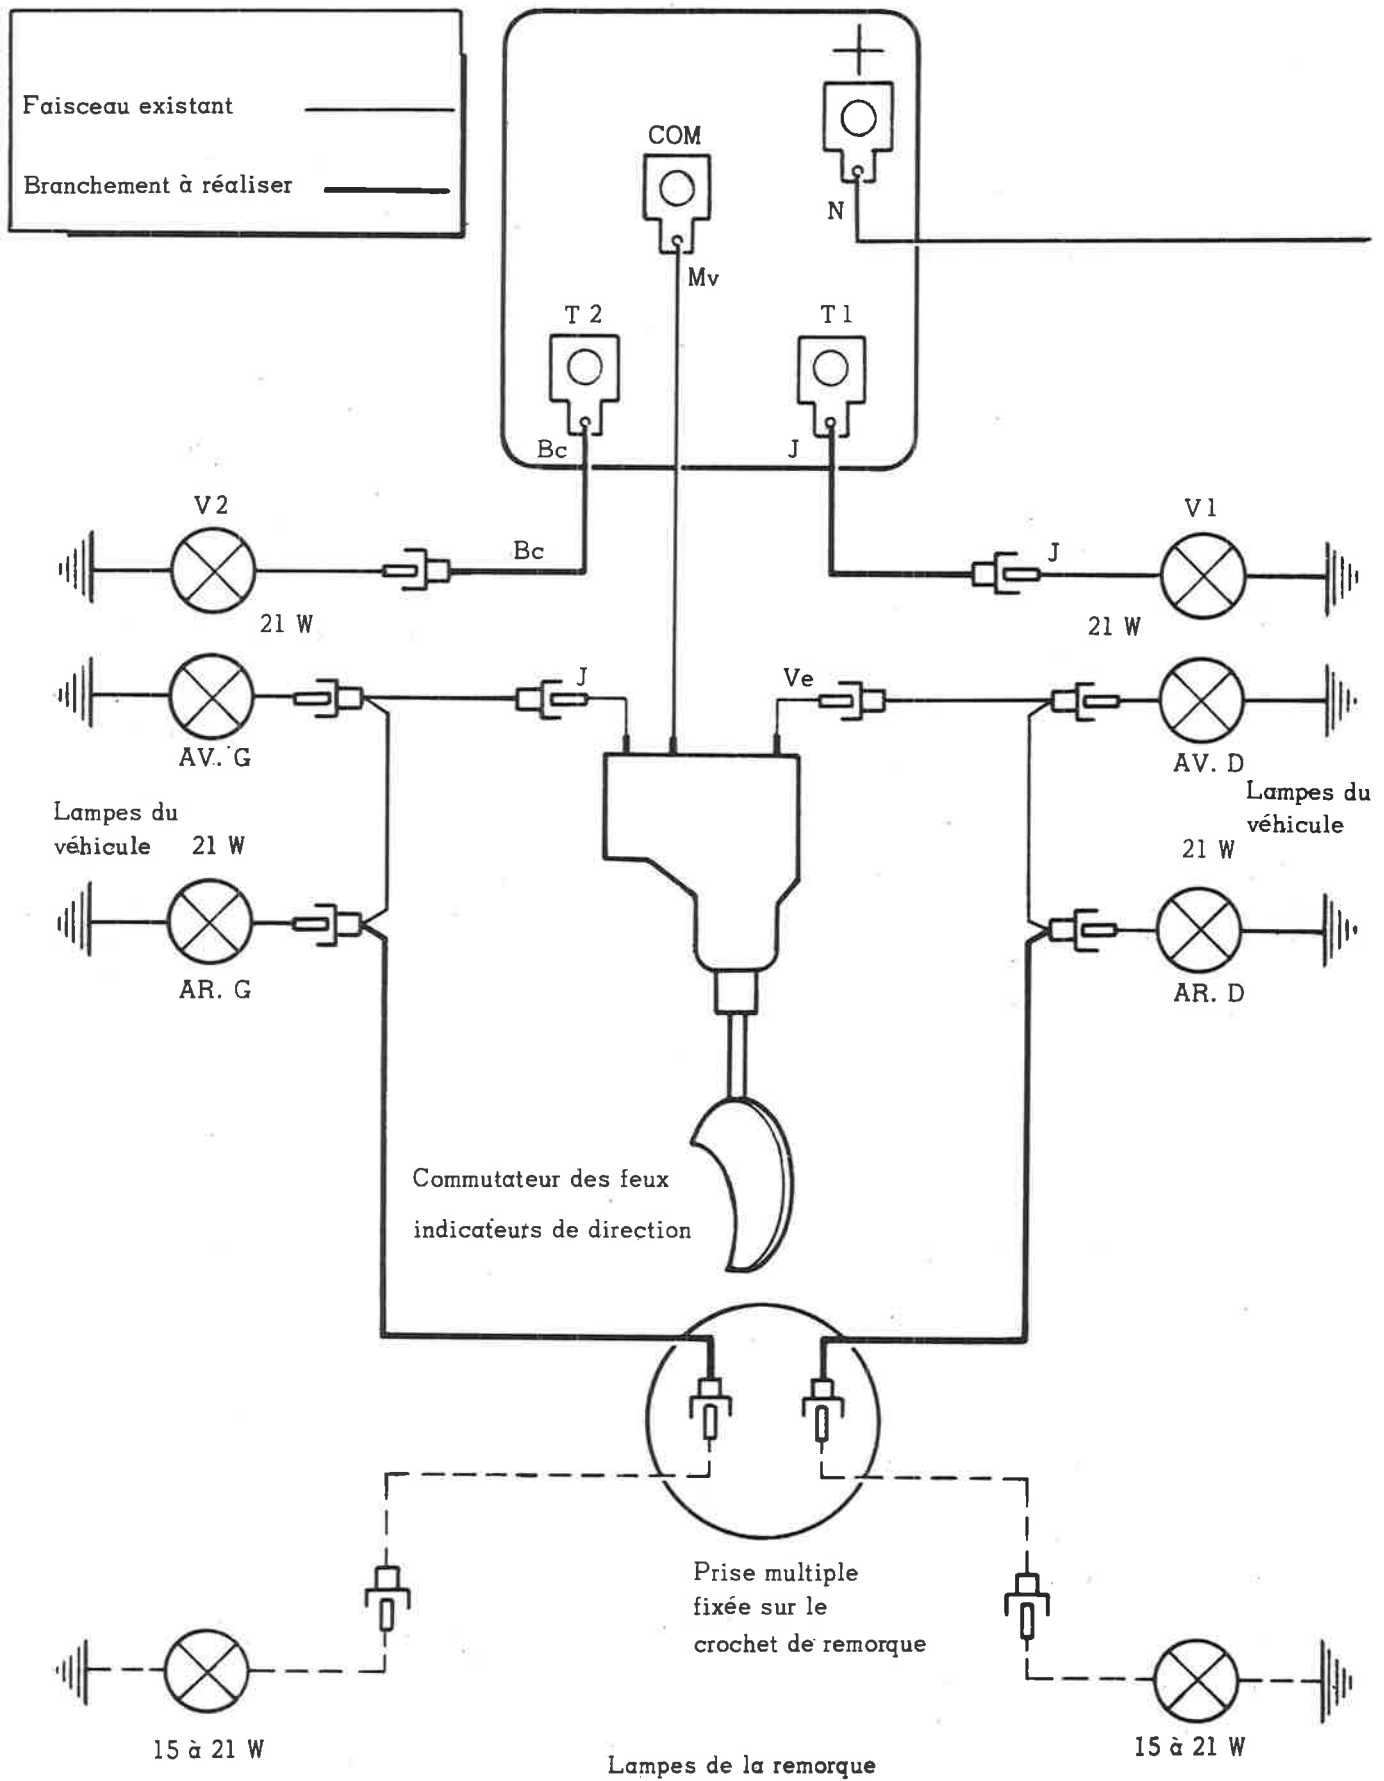 Faisceau existant
Branchement à réaliser
COM
N
Mv
T 2
T 1
Bc
J
V 2
V 1
Bc
J
21 W
21 W
J
Ve
AV. G
AV. D
Lampes du
véhicule
21 W
Lampes du
véhicule
21 W
AR. G
AR. D
Commutateur des feux
indicateurs de direction
Prise multiple
fixée sur le
crochet de remorque
15 à 21 W
15 à 21 W
Lampes de la remorque